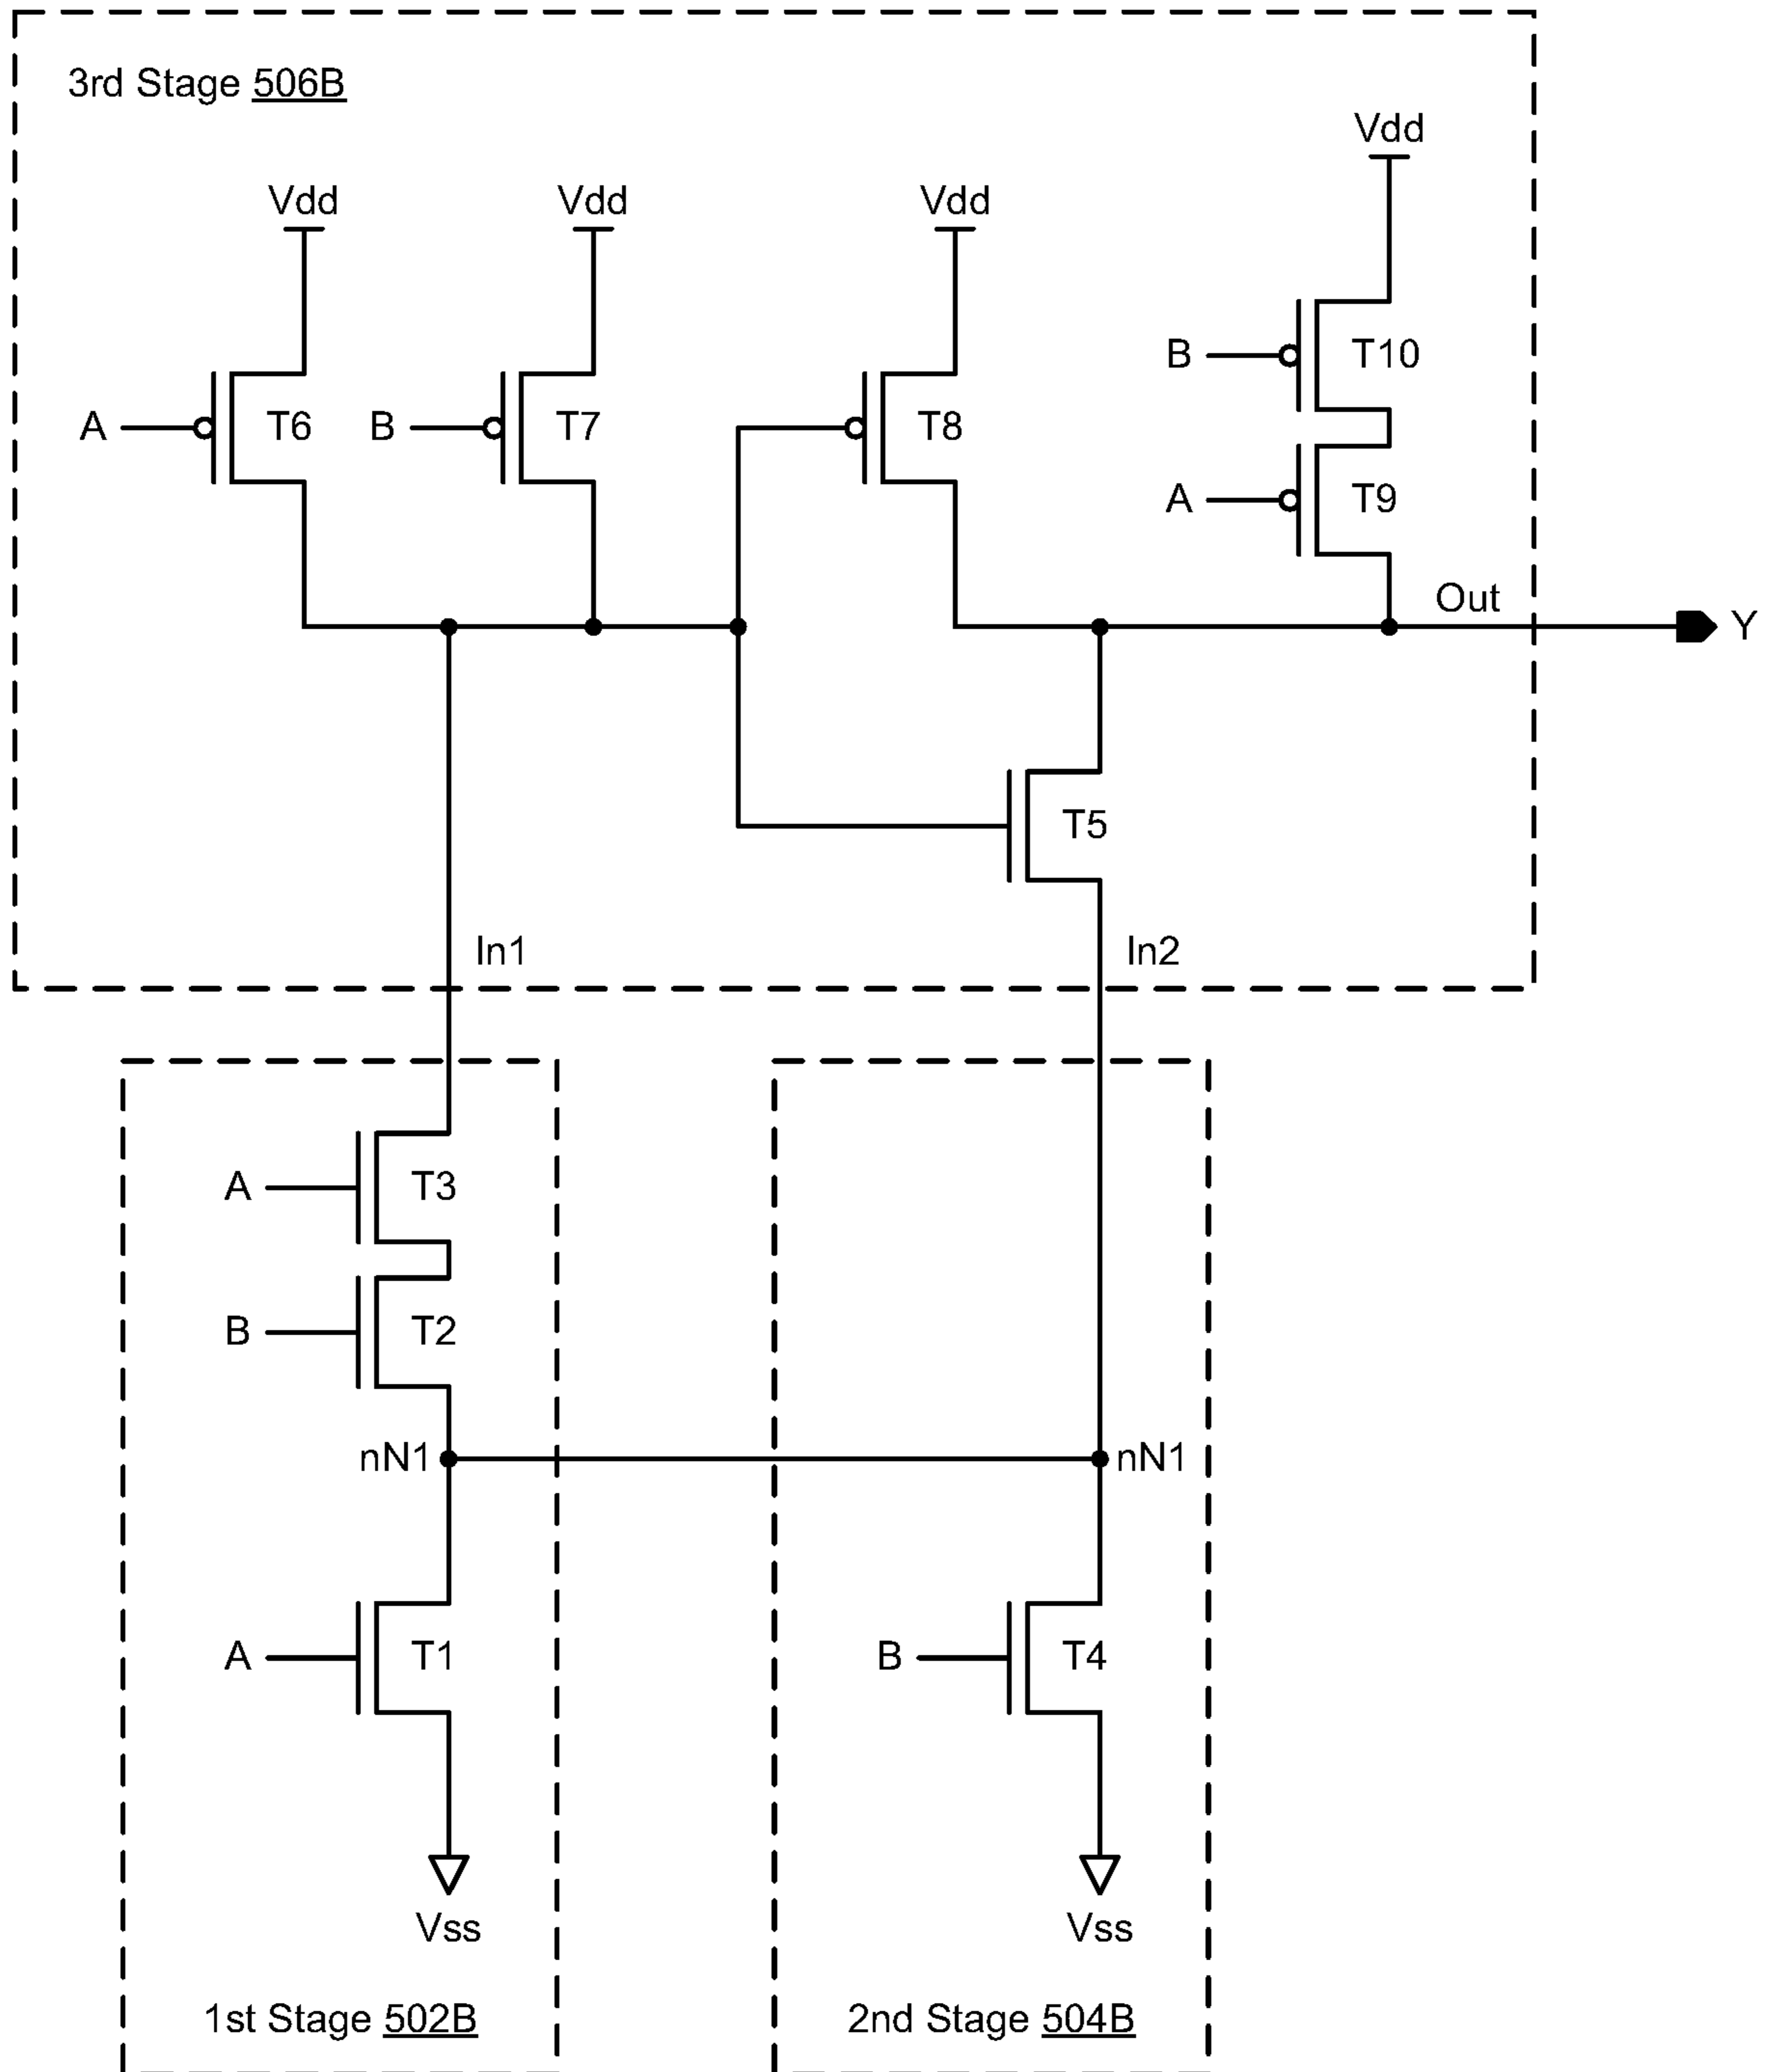 3rd Stage 506B
Vdd
Vdd Vdd Vdd
B T10
A T6 B T7 T8
A T9
Out Y
T5
In1 In2
A T3
B T2
nN1 nN1
A T1 B T4
Vss Vss
1st Stage 502B 2nd Stage 504B